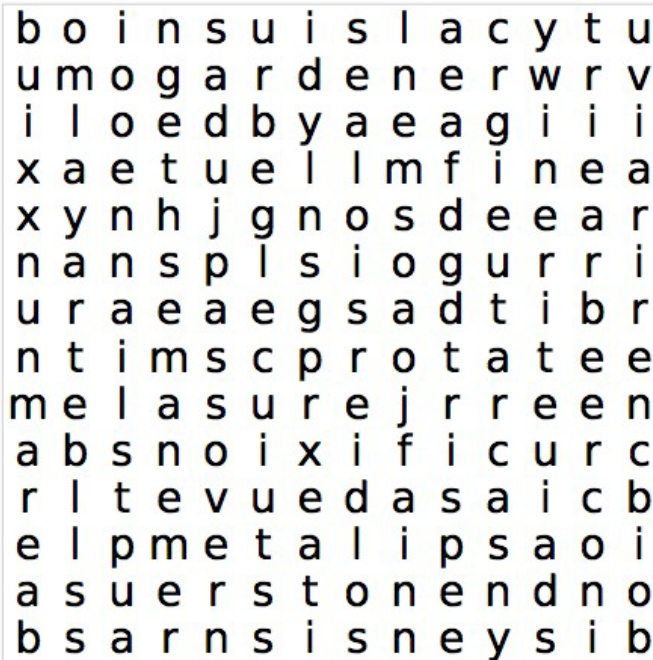 b o i n s u i s l a c y t u
u m o g a r d e n e r w r v
i l o e d b y a e a g i i i
x a e t u e l l m f i n e a
x y n h j g n o s d e e a r
n a n s p l s i o g u r r i
u r a e a e g s a d t i b r
n t i m s c p r o t a t e e
m e l a s u r e j r r e e n
a b s n o i x i f i c u r c
r l t e v u e d a s a i c b
e l p m e t a l i p s a o i
a s u e r s t o n e n d n o
b s a r n s i s n e y s i b